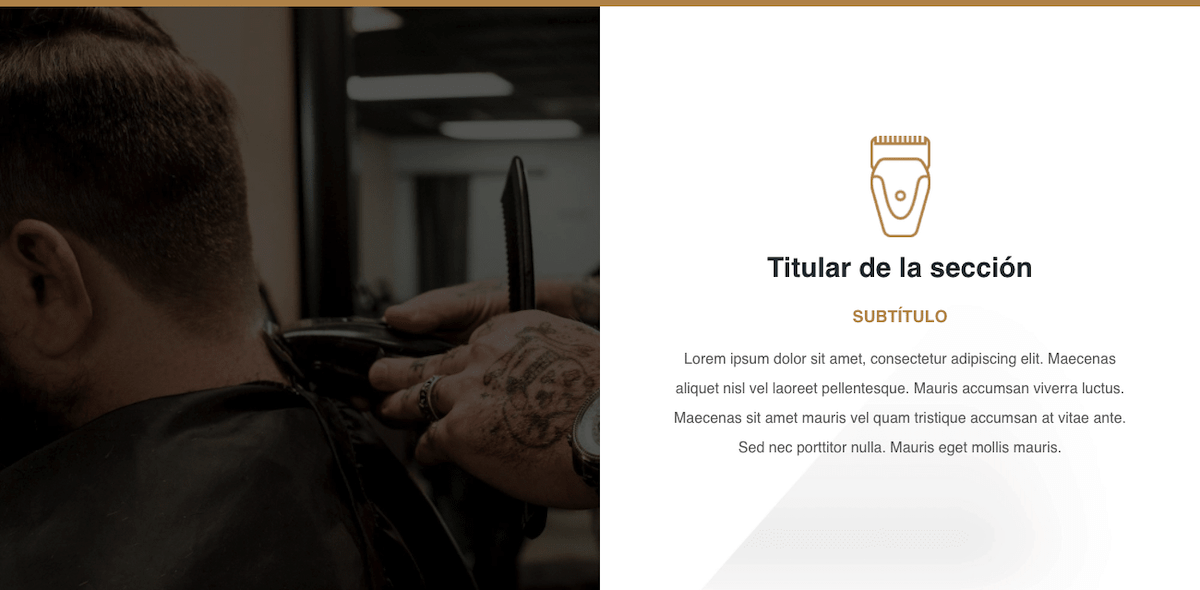 Titular de la sección
SUBTÍTULO
Lorem ipsum dolor sit amet, consectetur adipiscing elit. Maecenas
aliquet nisl vel laoreet pellentesque. Mauris accumsan viverra luctus.
Maecenas sit amet mauris vel quam tristique accumsan at vitae ante.
Sed nec porttitor nulla. Mauris eget mollis mauris.